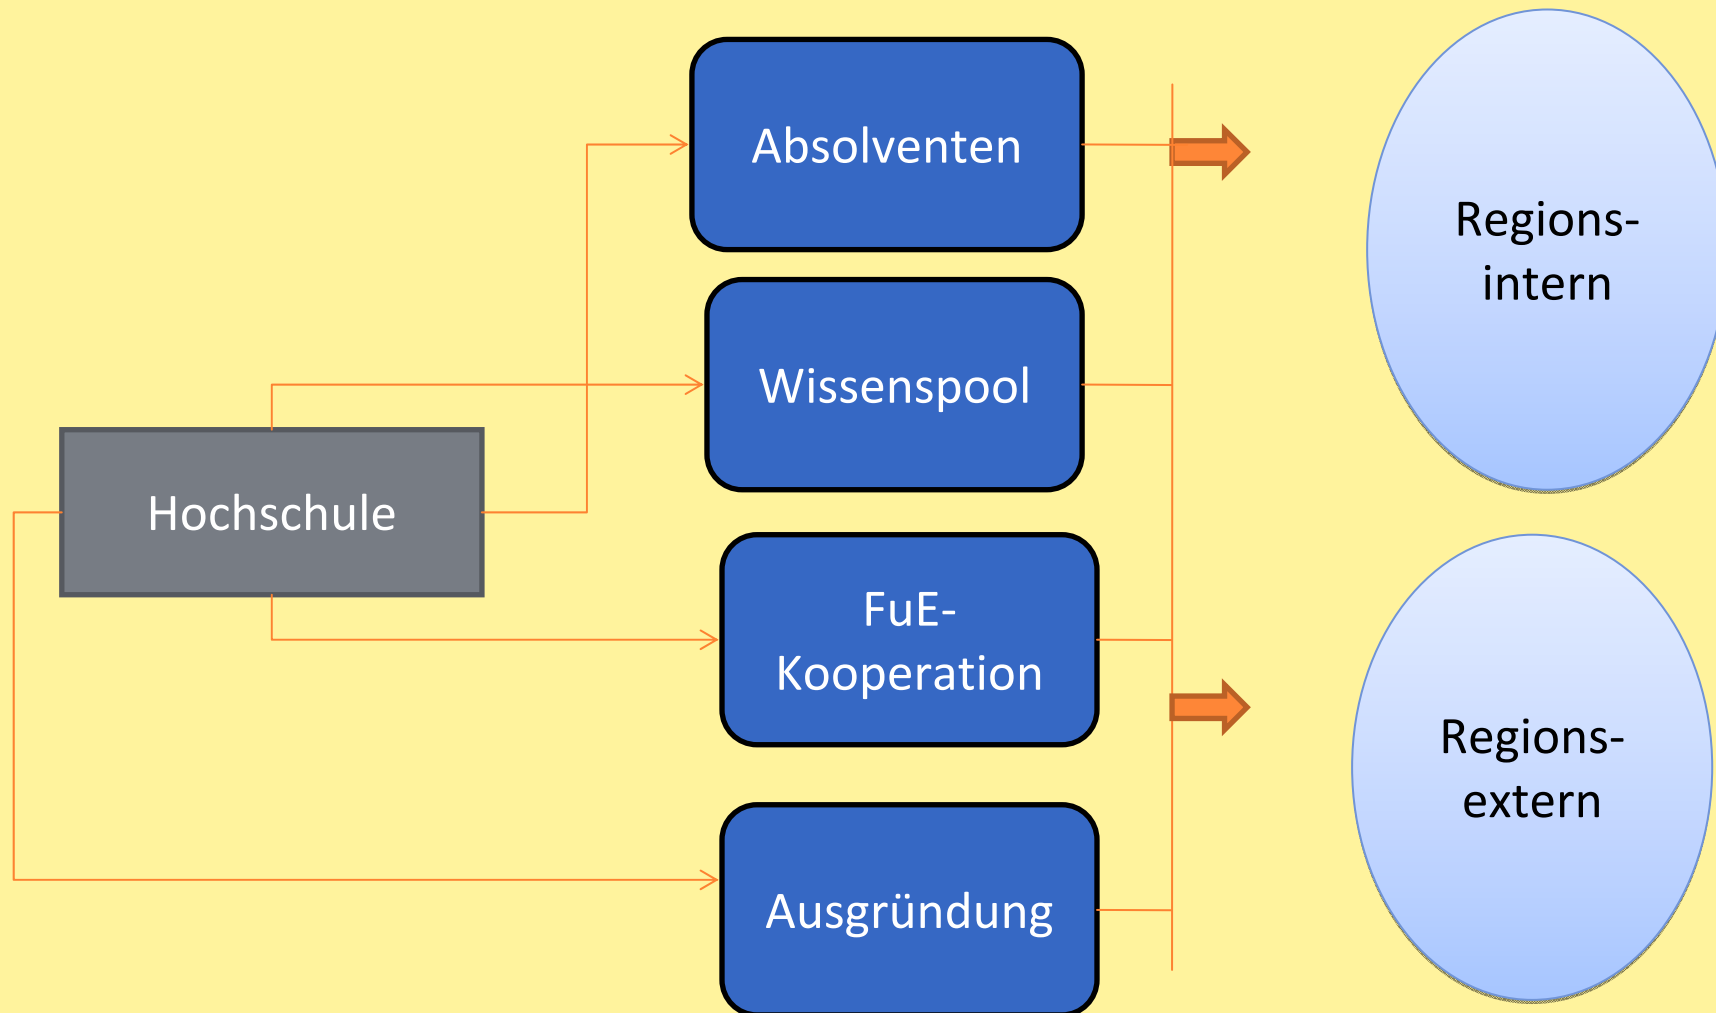 Absolventen
Wissenspool
Hochschule
FuE-
Kooperation
Ausgründung
Regions-
intern
Regions-
extern